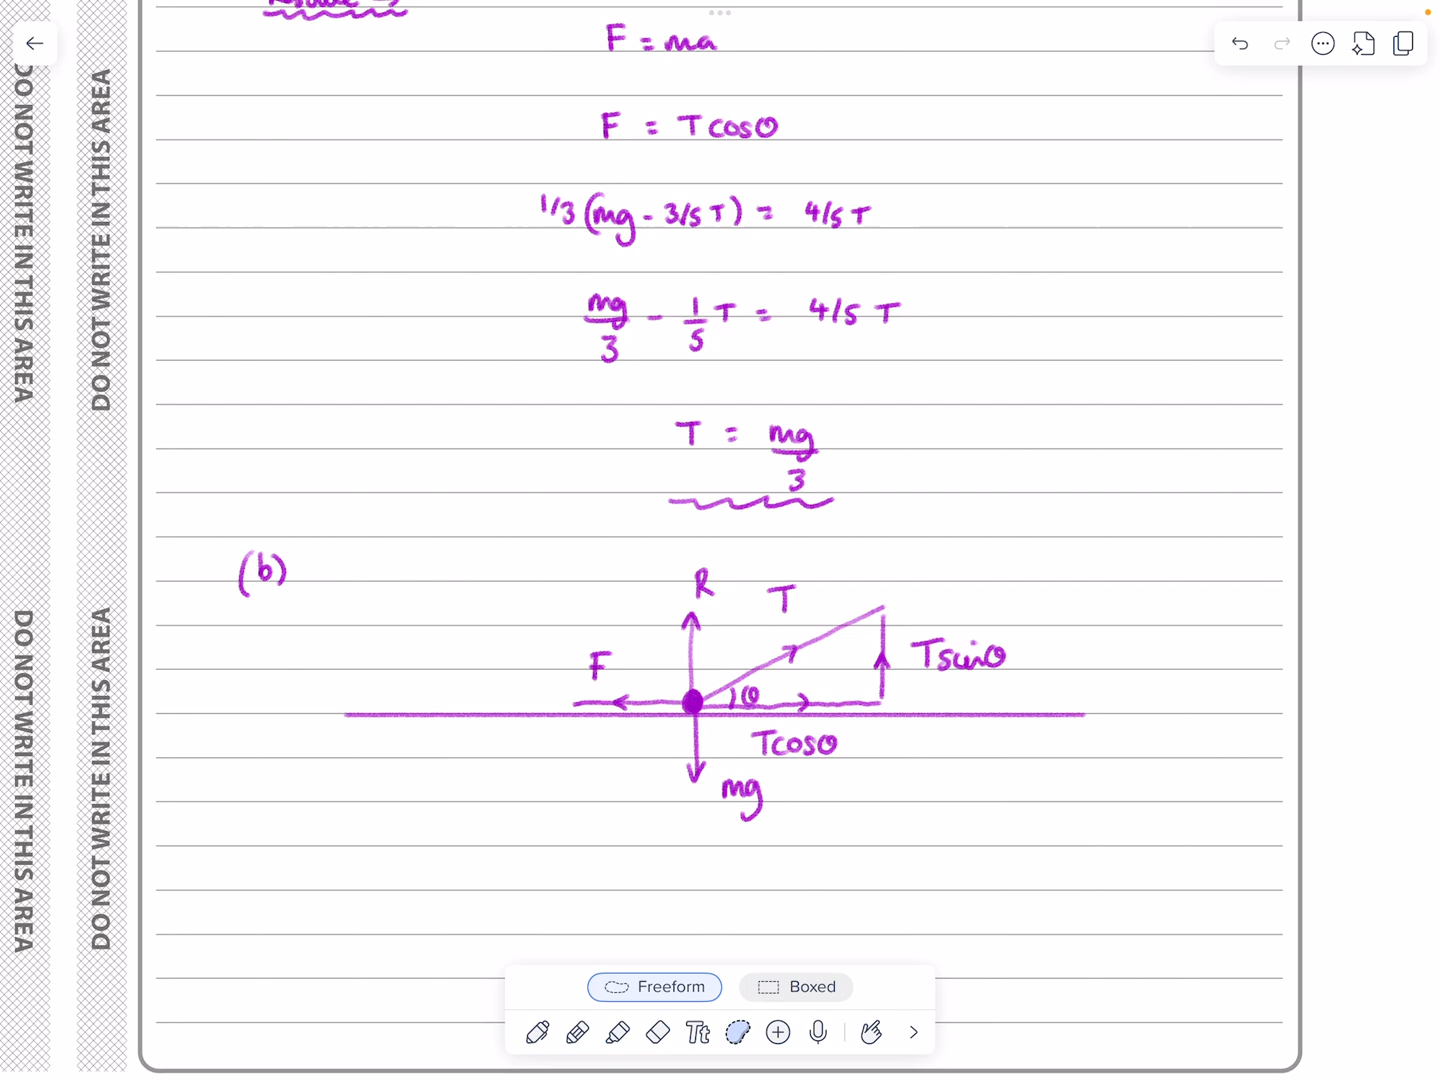 F = ma
F = Tcosθ
1/3 (mg - 3/5 T) = 4/5 T
mg/3 - 1/5 T = 4/5 T
T = mg/3
(b)
R
T
F
θ
Tsinθ
Tcosθ
mg
DO NOT WRITE IN THIS AREA
DO NOT WRITE IN THIS AREA
DO NOT WRITE IN THIS AREA
DO NOT WRITE IN THIS AREA
Freeform
Boxed
Tt